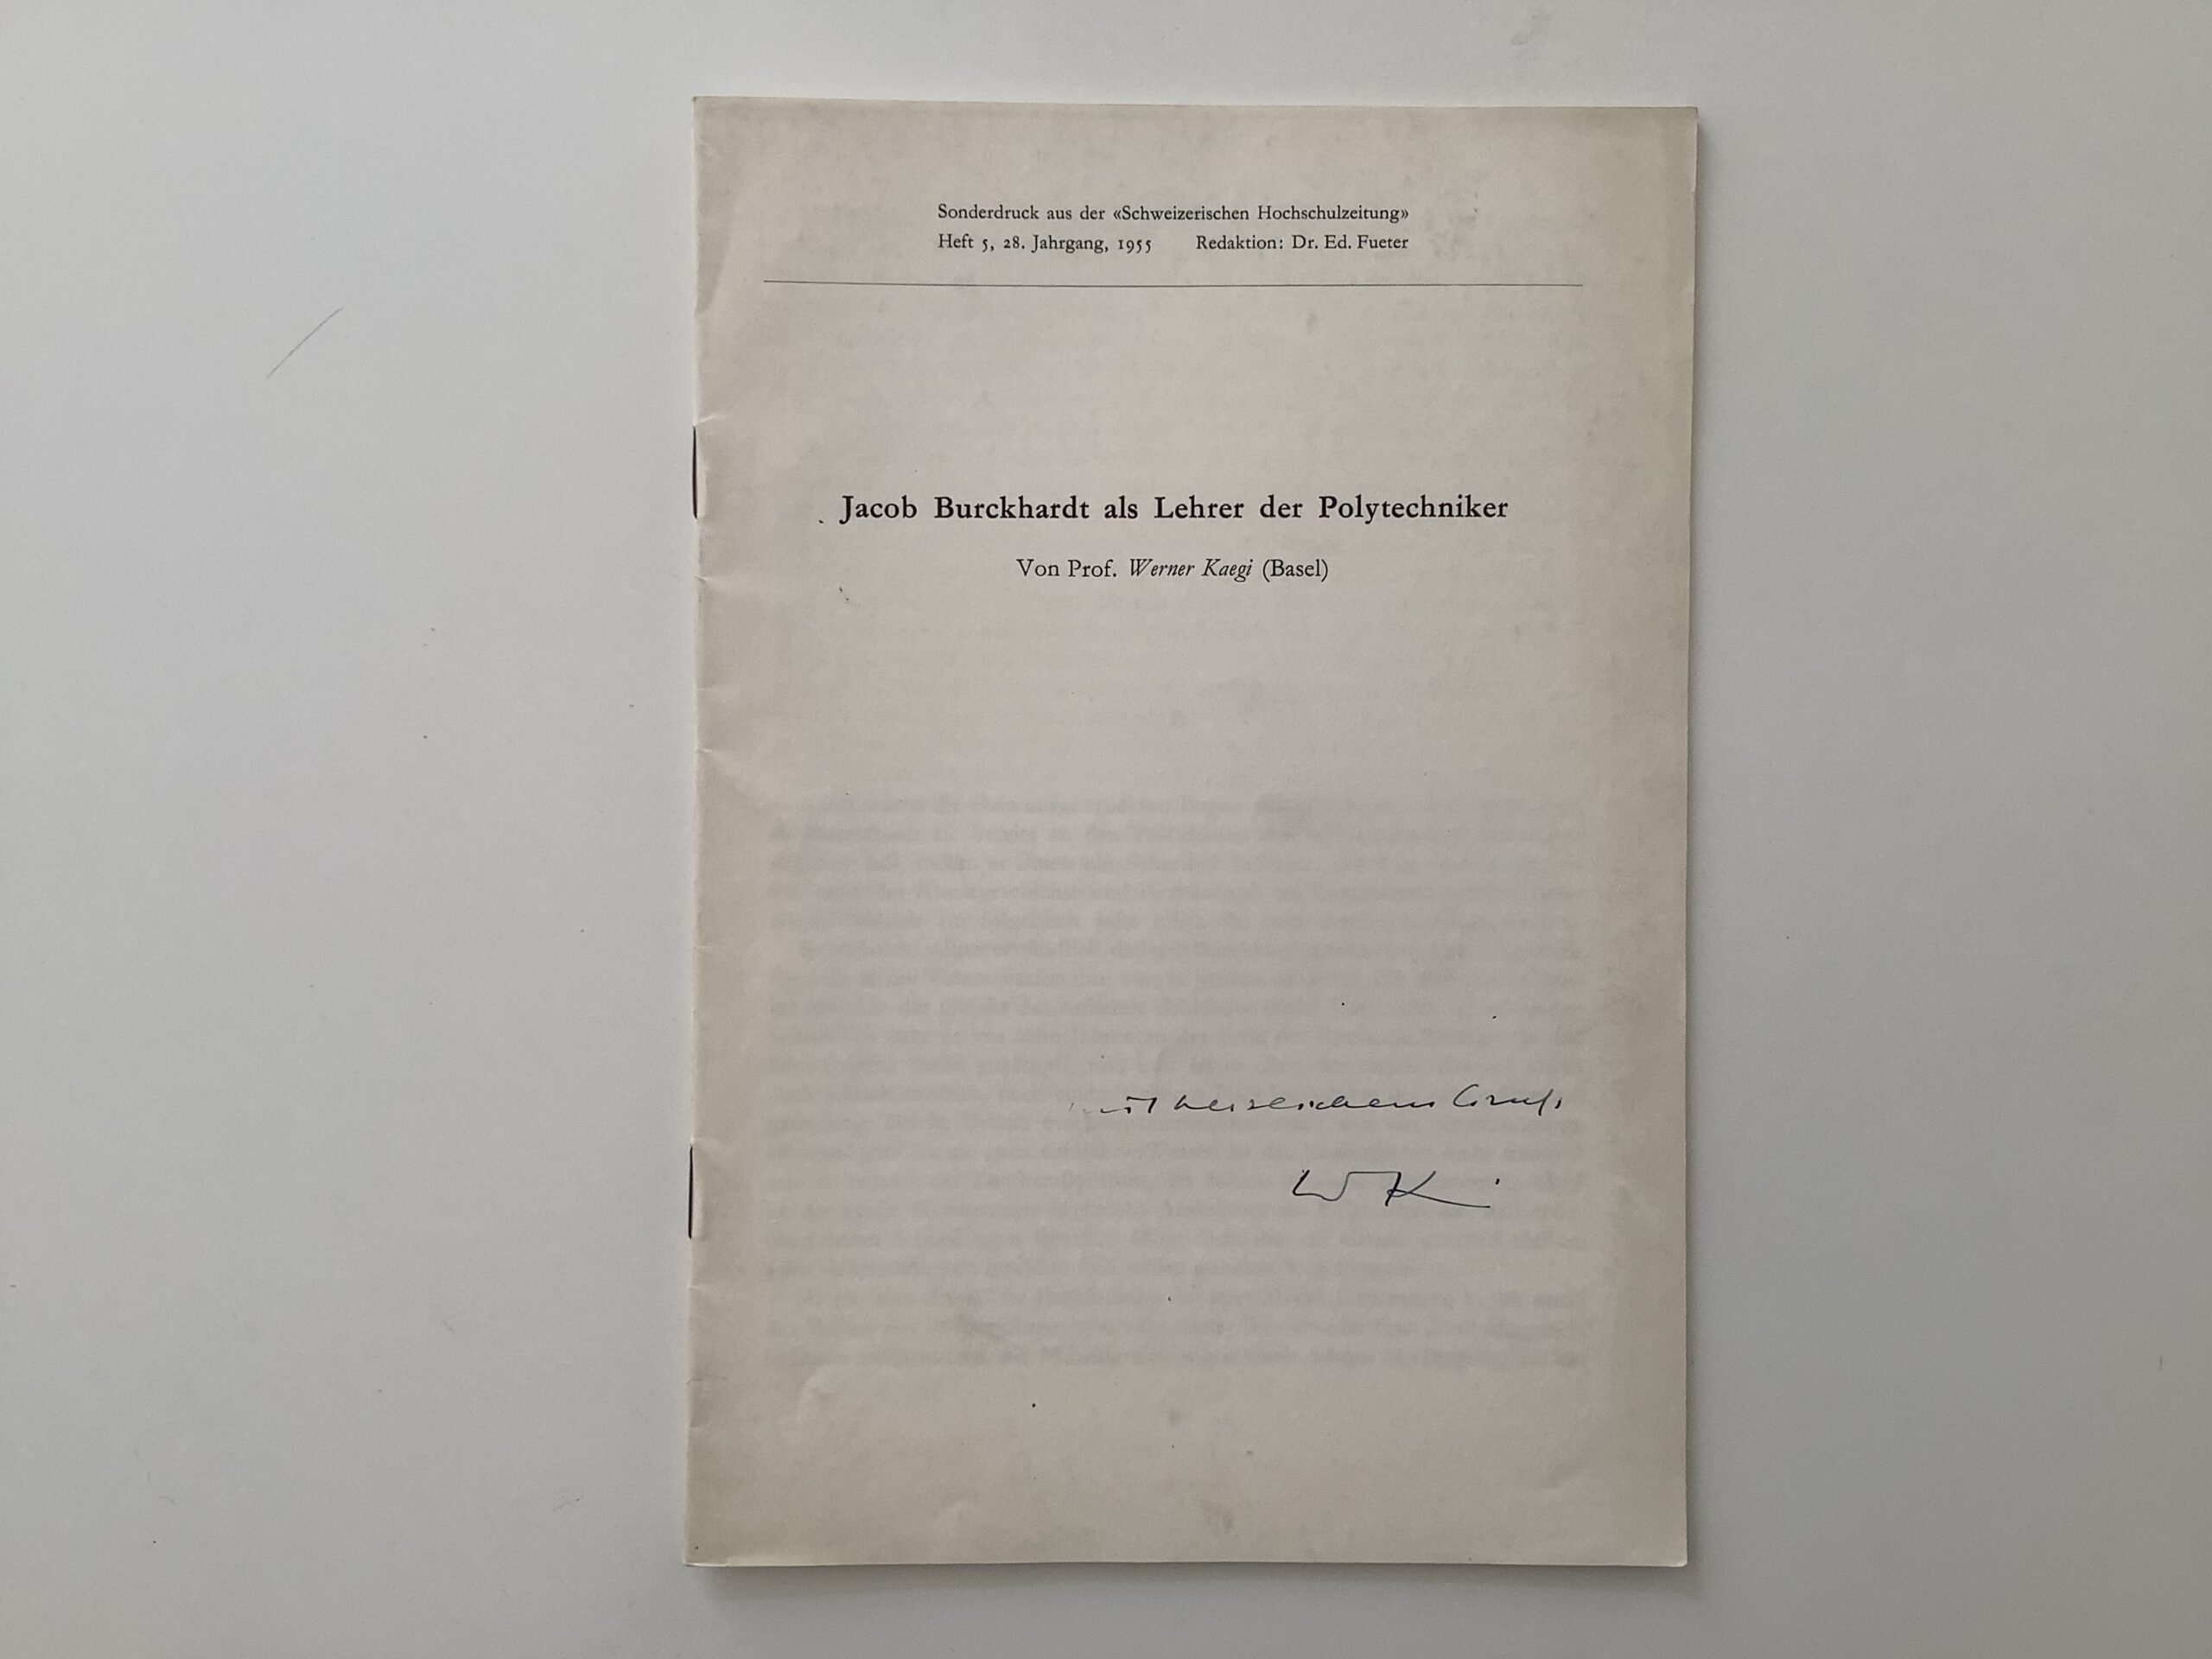 Sonderdruck aus der «Schweizerischen Hochschulzeitung»
Heft 5, 28. Jahrgang, 1955 Redaktion: Dr. Ed. Fueter
Jacob Burckhardt als Lehrer der Polytechniker
Von Prof. Werner Kaegi (Basel)
mit herzlichem Gruß
WK